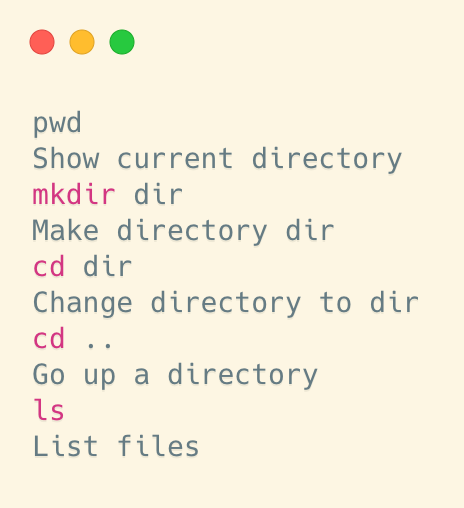 pwd
Show current directory
mkdir dir
Make directory dir
cd dir
Change directory to dir
cd ..
Go up a directory
ls
List files